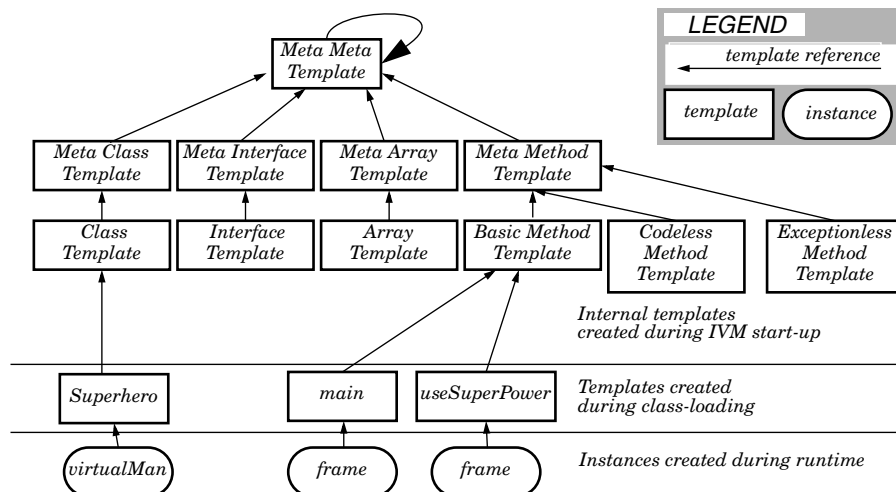 LEGEND
template reference
template
instance
Meta Meta
Template
Meta Class
Template
Meta Interface
Template
Meta Array
Template
Meta Method
Template
Class
Template
Interface
Template
Array
Template
Basic Method
Template
Codeless
Method
Template
Exceptionless
Method
Template
Internal templates
created during IVM start-up
Superhero
main
useSuperPower
Templates created
during class-loading
virtualMan
frame
frame
Instances created during runtime